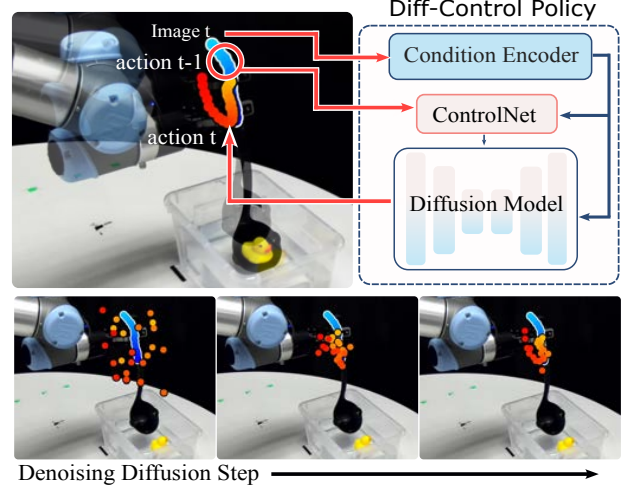 Diff-Control Policy
Image t
action t-1
action t
Condition Encoder
ControlNet
Diffusion Model
Denoising Diffusion Step